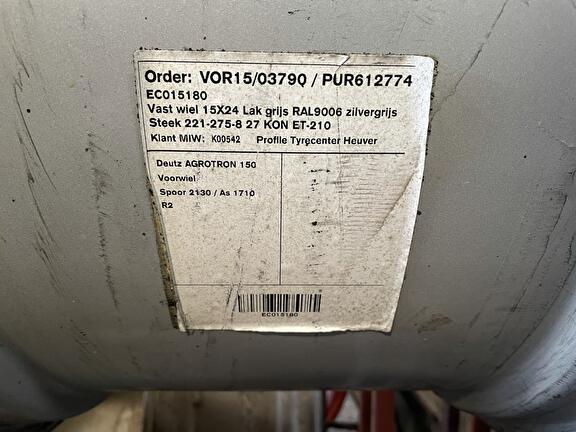 Order: VOR15/03790 / PUR612774
EC015180
Vast wiel 15X24 Lak grijs RAL9006 zilvergrijs
Steek 221-275-8 27 KON ET-210
Klant MIW: K00542 Profile Tyrecenter Heuver
Deutz AGROTRON 150
Voorwiel
Spoor 2130 / As 1710
R2
EC015180